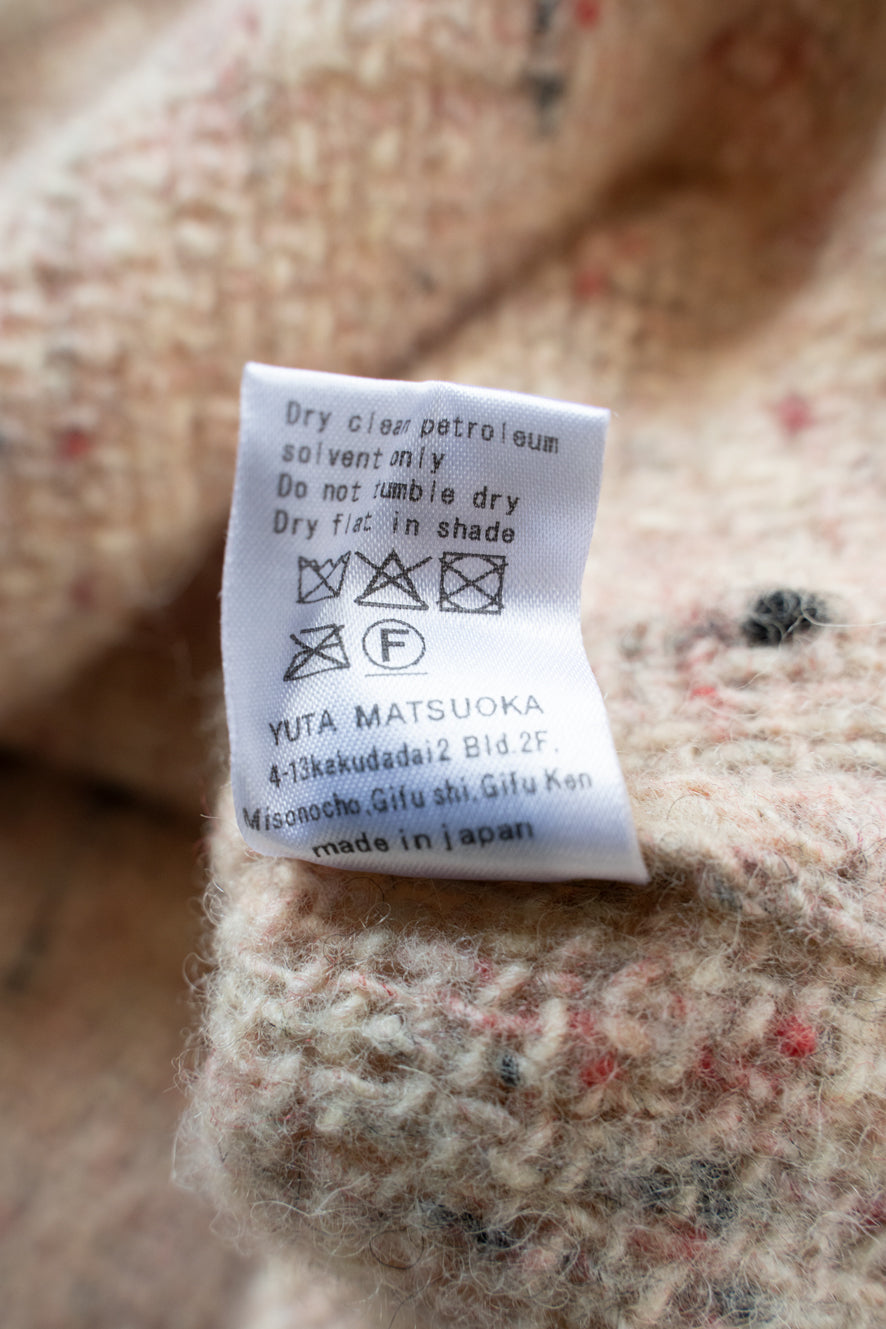 Dry clean petroleum
solvent only
Do not tumble dry
Dry flat in shade
F
YUTA MATSUOKA
4-13kakudadai2 Bld.2F,
Misonocho,Gifu shi,Gifu Ken
made in japan